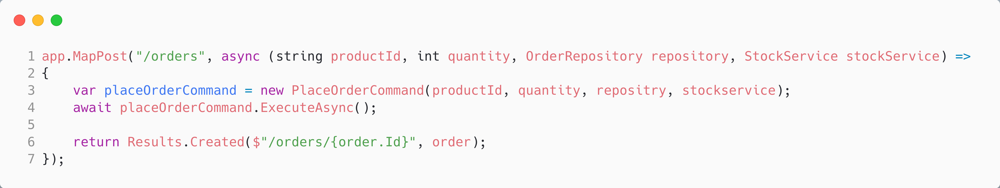 1 app.MapPost("/orders", async (string productId, int quantity, OrderRepository repository, StockService stockService) =>
2 {
3     var placeOrderCommand = new PlaceOrderCommand(productId, quantity, repositry, stockservice);
4     await placeOrderCommand.ExecuteAsync();
5
6     return Results.Created($"/orders/{order.Id}", order);
7 });